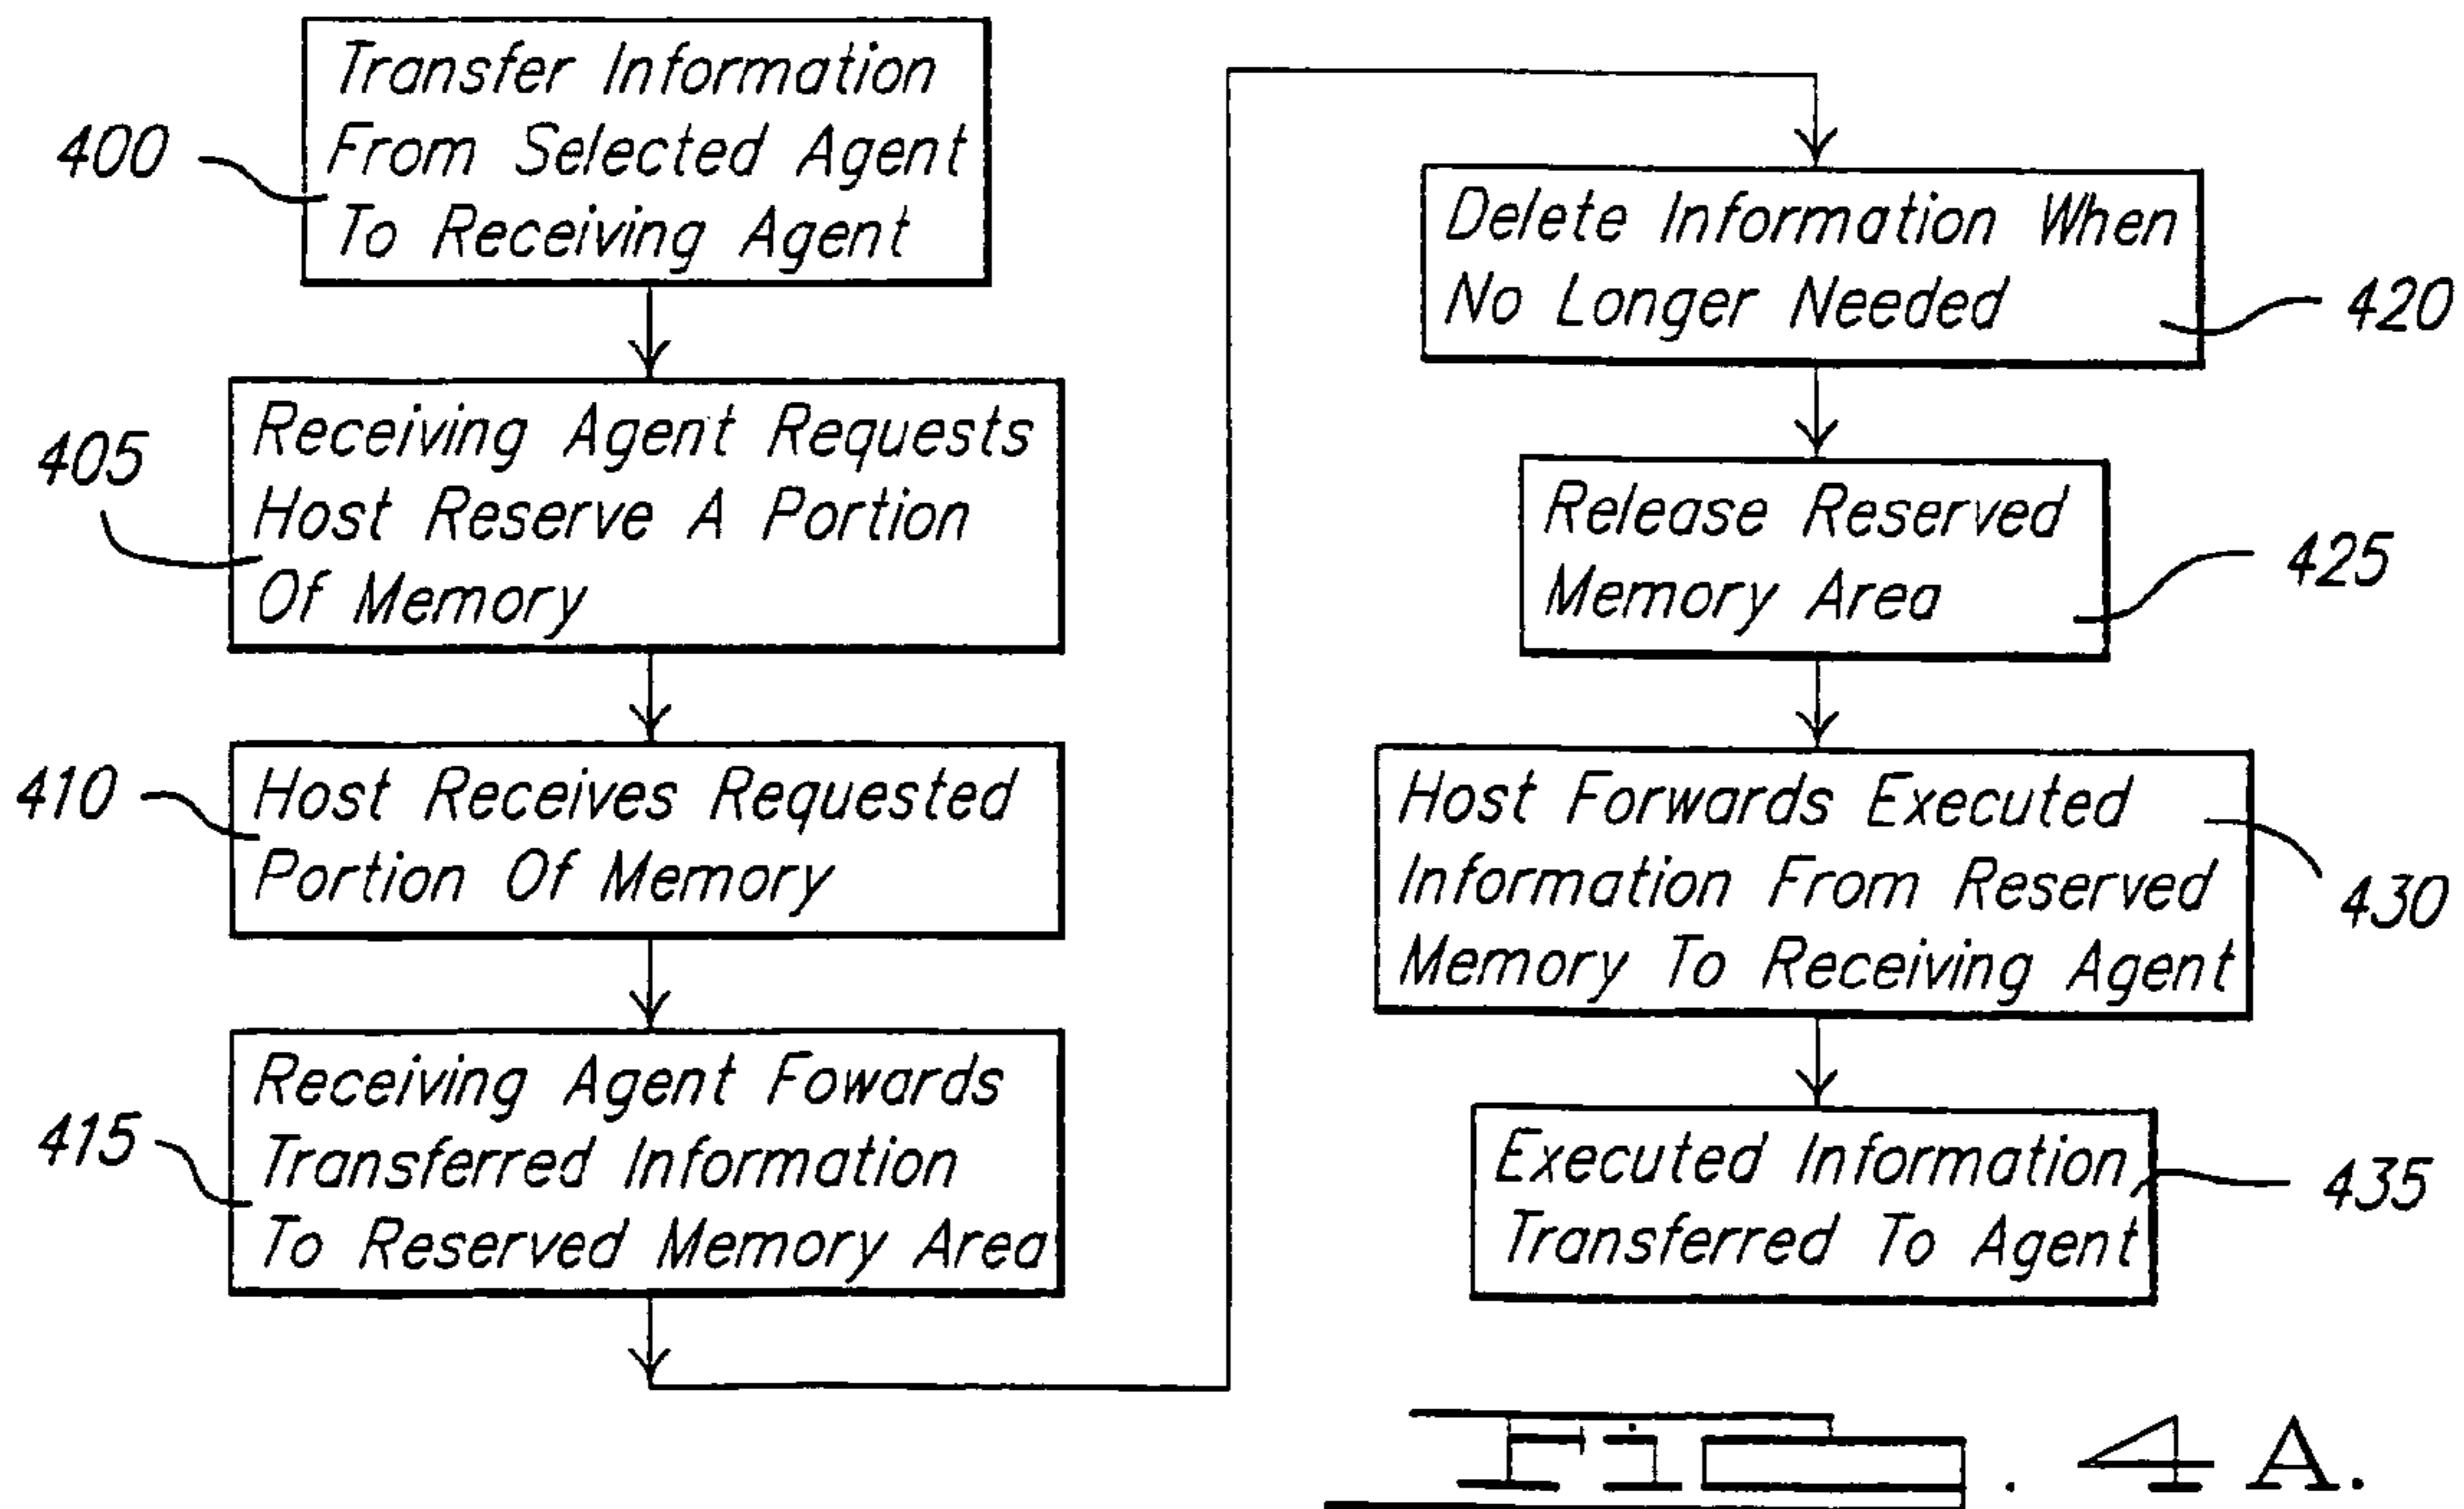 400
Transfer Information
From Selected Agent
To Receiving Agent
405
Receiving Agent Requests
Host Reserve A Portion
Of Memory
410
Host Receives Requested
Portion Of Memory
415
Receiving Agent Fowards
Transferred Information
To Reserved Memory Area
Delete Information When
No Longer Needed
420
Release Reserved
Memory Area
425
Host Forwards Executed
Information From Reserved
Memory To Receiving Agent
430
Executed Information
Transferred To Agent
435
4A.